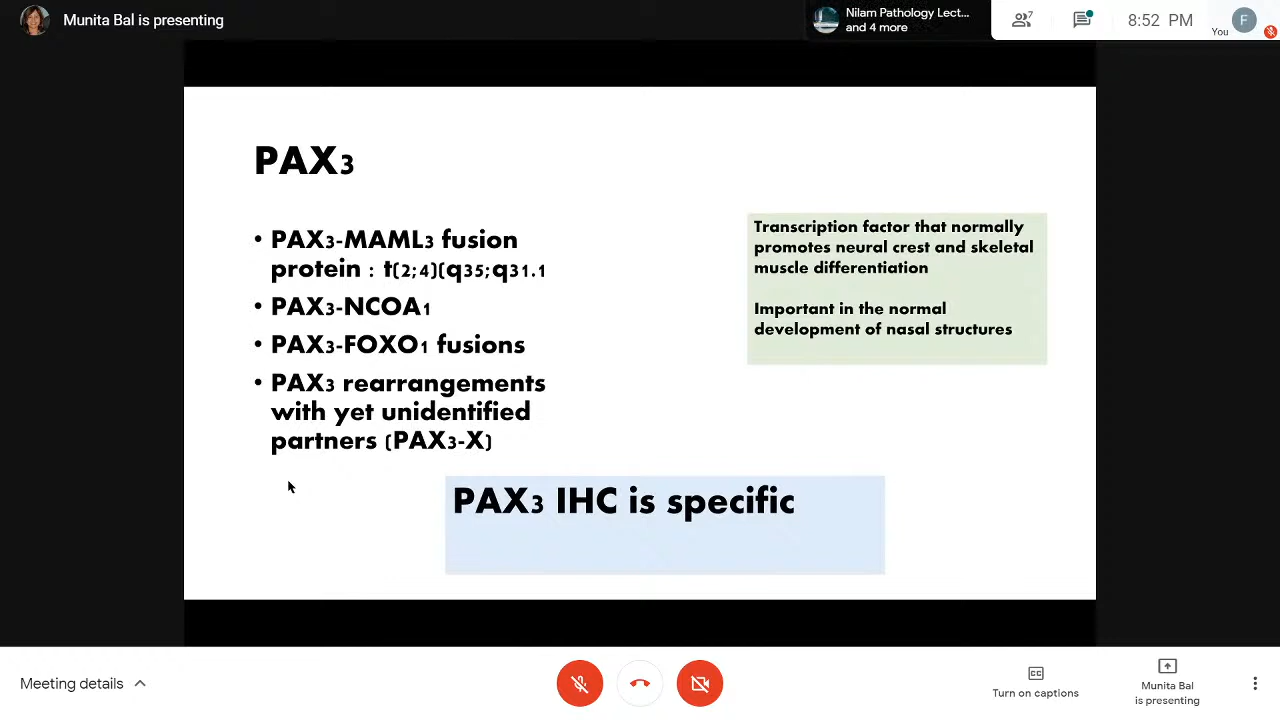 Munita Bal is presenting
Nilam Pathology Lect...
and 4 more
7
8:52 PM
You
F
PAX3
• PAX3-MAML3 fusion
protein : t(2;4)(q35;q31.1
• PAX3-NCOA1
• PAX3-FOXO1 fusions
• PAX3 rearrangements
with yet unidentified
partners (PAX3-X)
Transcription factor that normally
promotes neural crest and skeletal
muscle differentiation
Important in the normal
development of nasal structures
PAX3 IHC is specific
Meeting details
CC
Turn on captions
Munita Bal
is presenting